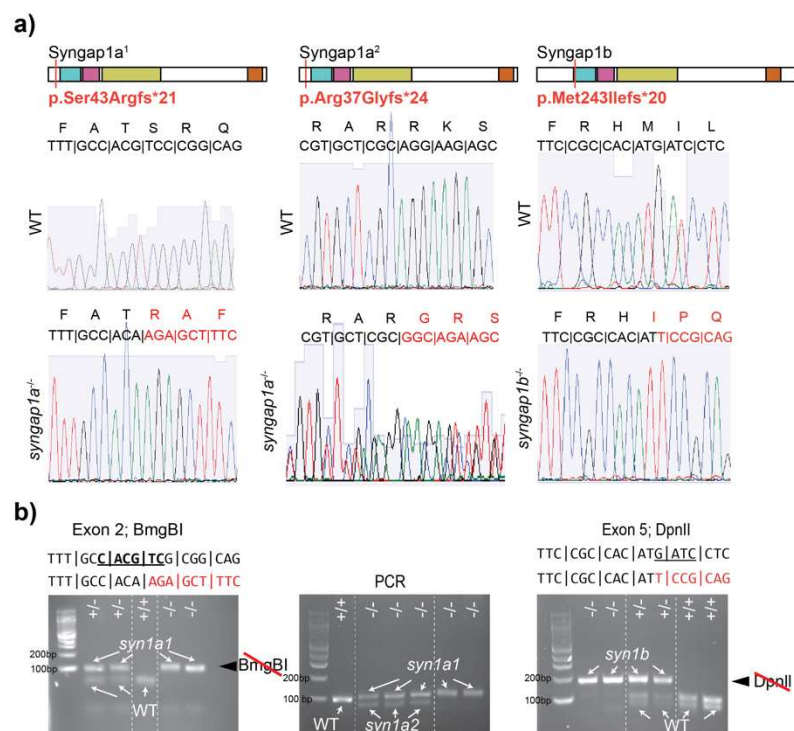 a)
Syngap1a¹
p.Ser43Argfs*21
F A T S R Q
TTT|GCC|ACG|TCC|CGG|CAG
WT
F A T R A F
TTT|GCC|ACA|AGA|GCT|TTC
syngap1a-/-
Syngap1a²
p.Arg37Glyfs*24
R A R R K S
CGT|GCT|CGC|AGG|AAG|AGC
WT
R A R G R S
CGT|GCT|CGC|GGC|AGA|AGC
syngap1a-/-
Syngap1b
p.Met243Ilefs*20
F R H M I L
TTC|CGC|CAC|ATG|ATC|CTC
WT
F R H I P Q
TTC|CGC|CAC|ATT|CCG|CAG
syngap1b-/-
b)
Exon 2; BmgBI
TTT|GCC|ACG|TCG|CGG|CAG
TTT|GCC|ACA|AGA|GCT|TTC
+/- +/- +/+ -/- -/-
syn1a1
200bp
100bp
WT
BmgBI
PCR
+/+ -/- -/- -/- -/- -/-
syn1a1
200bp
100bp
WT
syn1a2
Exon 5; DpnII
TTC|CGC|CAC|ATG|ATC|CTC
TTC|CGC|CAC|ATT|CCG|CAG
-/- -/- +/- +/- +/+ +/+
syn1b
200bp
100bp
WT
DpnII